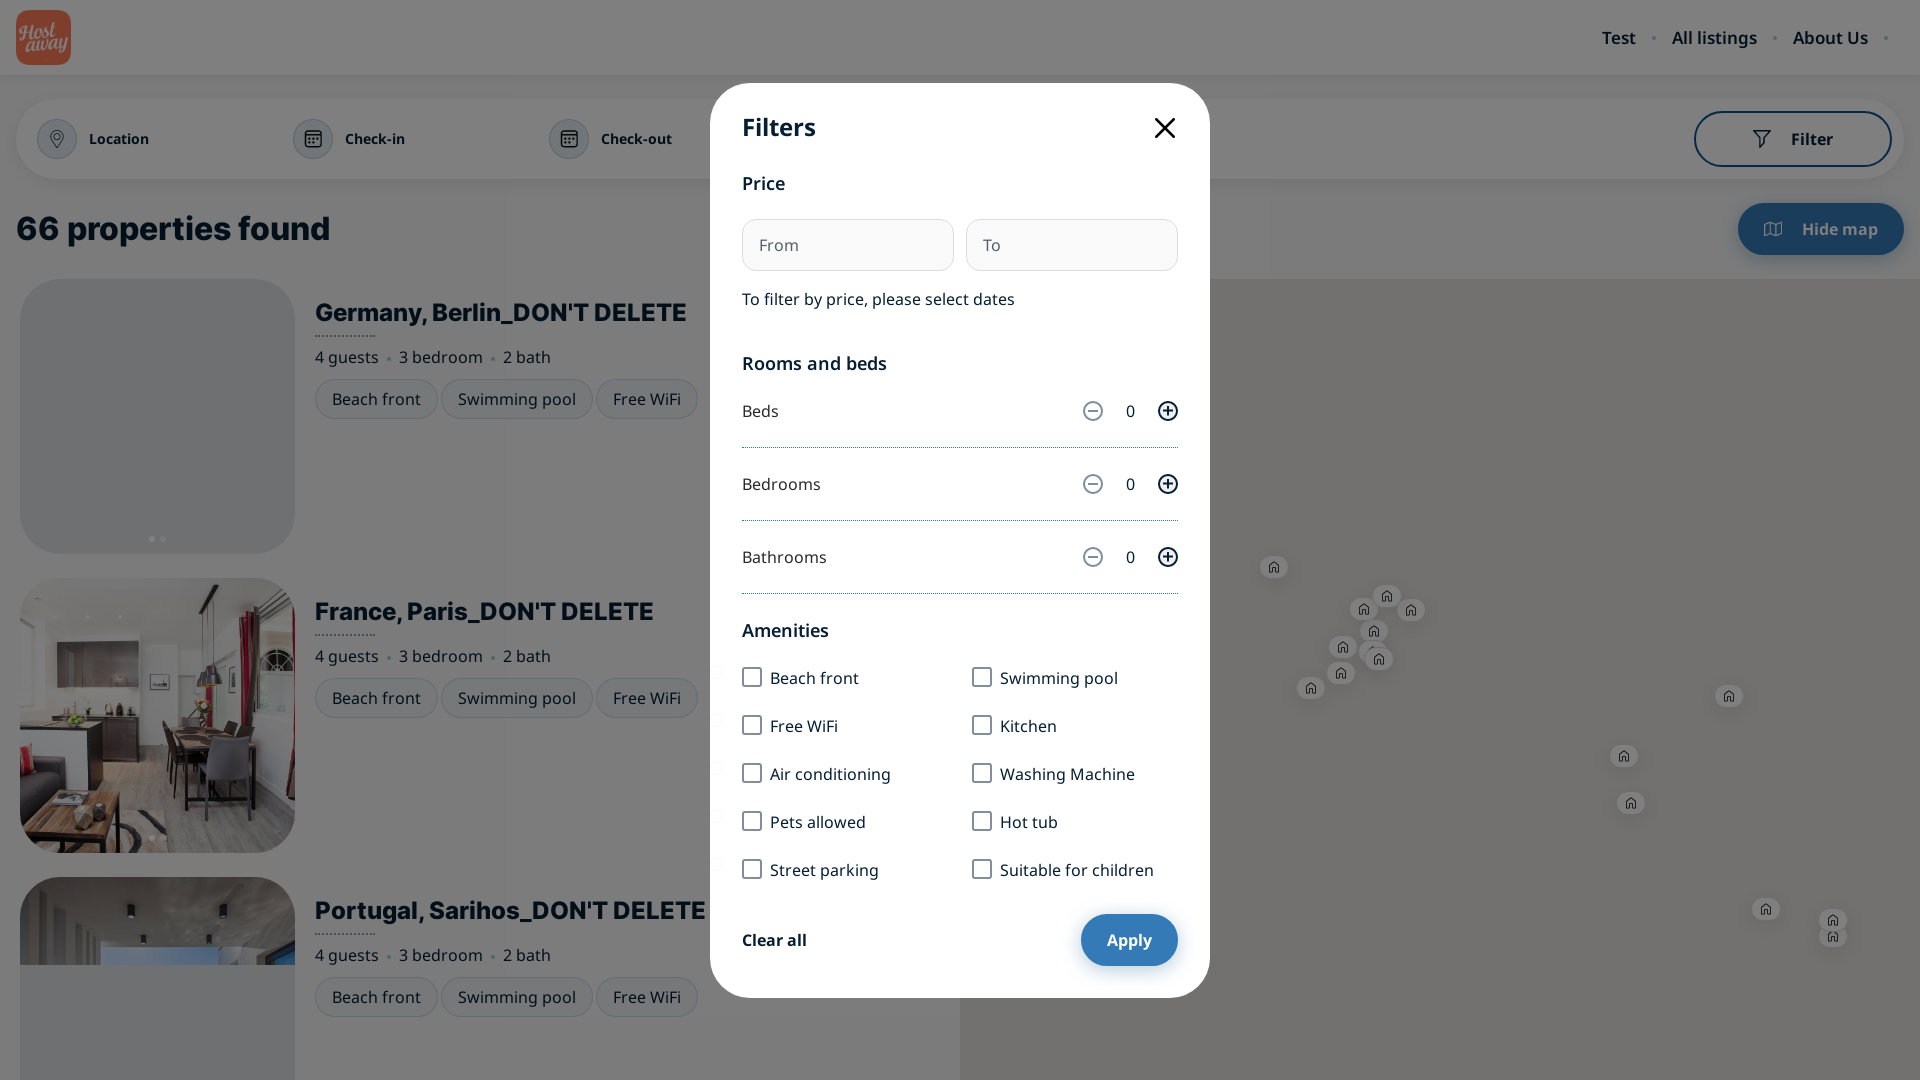 Host
away
Test
All listings
About Us
Location
Check-in
Check-out
Filter
66 properties found
Hide map
Germany, Berlin_DON'T DELETE
4 guests
3 bedroom
2 bath
Beach front
Swimming pool
Free WiFi
France, Paris_DON'T DELETE
4 guests
3 bedroom
2 bath
Beach front
Swimming pool
Free WiFi
Portugal, Sarihos_DON'T DELETE
4 guests
3 bedroom
2 bath
Beach front
Swimming pool
Free WiFi
Filters
Price
From
To
To filter by price, please select dates
Rooms and beds
Beds
0
Bedrooms
0
Bathrooms
0
Amenities
Beach front
Swimming pool
Free WiFi
Kitchen
Air conditioning
Washing Machine
Pets allowed
Hot tub
Street parking
Suitable for children
Clear all
Apply